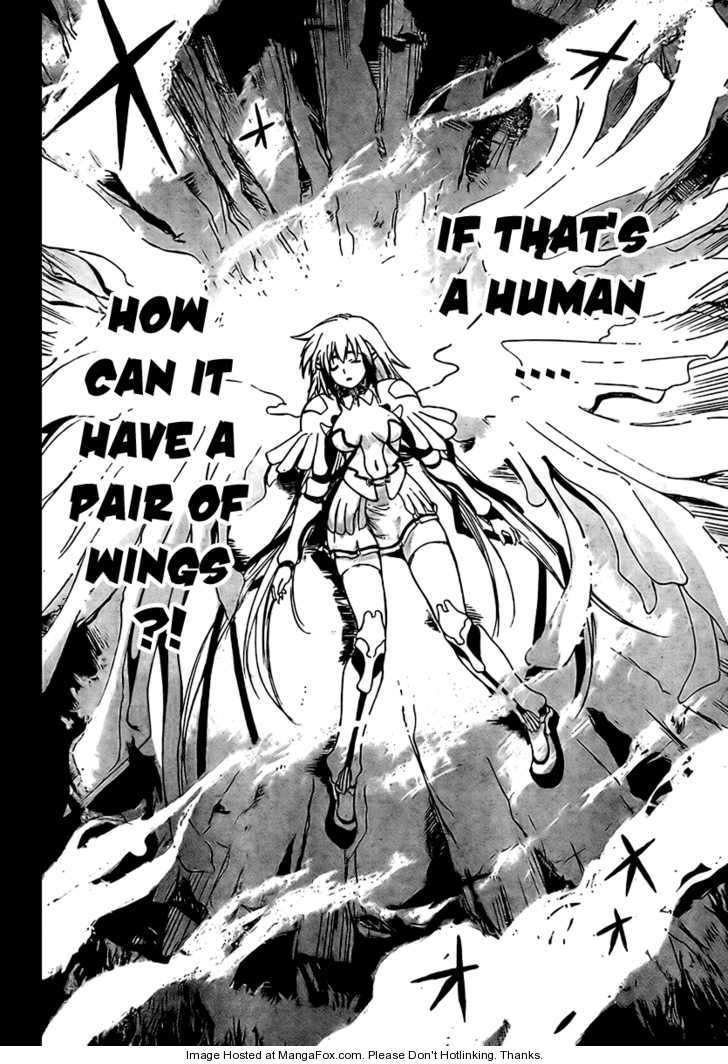 IF THAT'S
A HUMAN
....
HOW
CAN IT
HAVE A
PAIR OF
WINGS
?!
Image Hosted at MangaFox.com. Please Don't Hotlinking. Thanks.